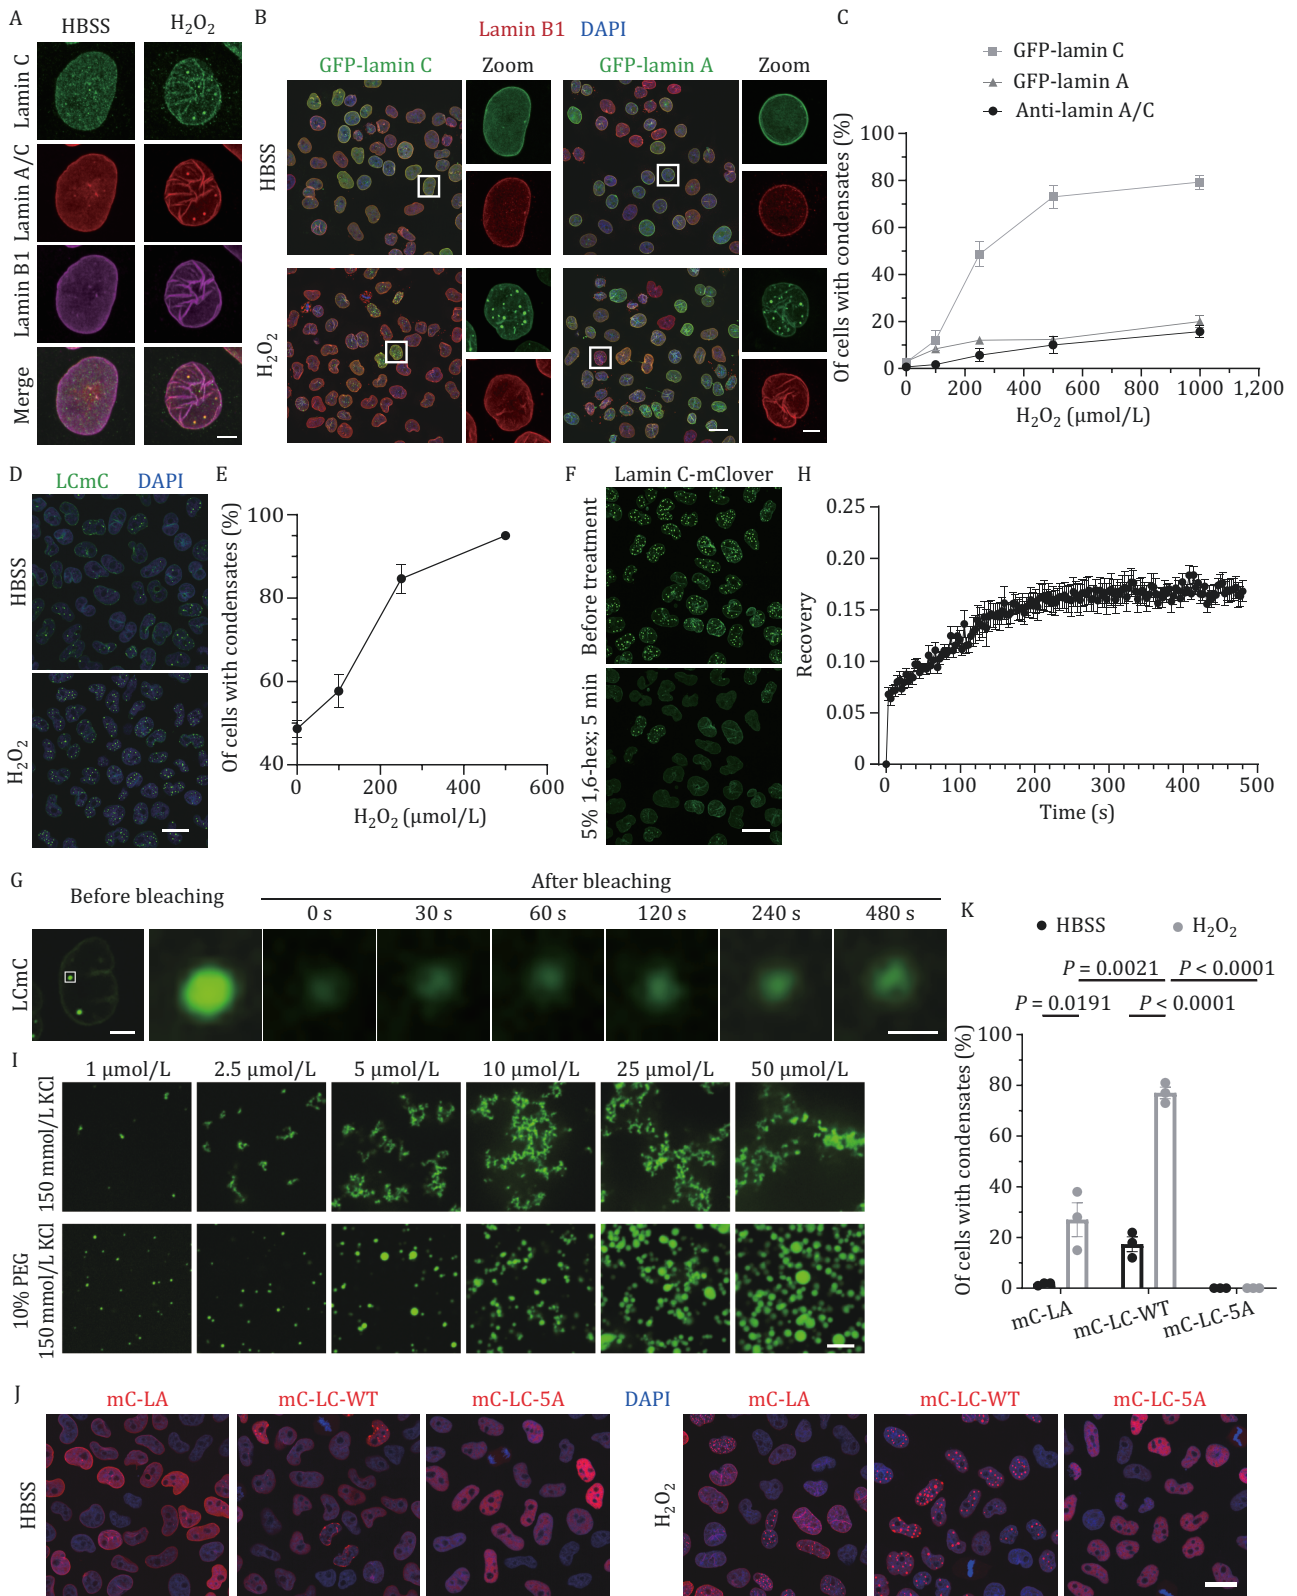 A
HBSS
H₂O₂
Lamin C
Lamin A/C
Lamin B1
Merge
B
Lamin B1 DAPI
GFP-lamin C
Zoom
GFP-lamin A
Zoom
HBSS
H₂O₂
C
GFP-lamin C
GFP-lamin A
Anti-lamin A/C
Of cells with condensates (%)
100
80
60
40
20
0
0 200 400 600 800 1000 1,200
H₂O₂ (μmol/L)
D
LCmC DAPI
HBSS
H₂O₂
E
Of cells with condensates (%)
100
80
60
40
0 200 400 600
H₂O₂ (μmol/L)
F
Lamin C-mClover
Before treatment
5% 1,6-hex; 5 min
H
Recovery
0.25
0.20
0.15
0.10
0.05
0
0 100 200 300 400 500
Time (s)
G
Before bleaching
After bleaching
0 s 30 s 60 s 120 s 240 s 480 s
LCmC
I
1 μmol/L 2.5 μmol/L 5 μmol/L 10 μmol/L 25 μmol/L 50 μmol/L
150 mmol/L KCl
10% PEG
150 mmol/L KCl
K
HBSS H₂O₂
P = 0.0021 P < 0.0001
P = 0.0191 P < 0.0001
Of cells with condensates (%)
100
80
60
40
20
0
mC-LA mC-LC-WT mC-LC-5A
J
mC-LA mC-LC-WT mC-LC-5A DAPI mC-LA mC-LC-WT mC-LC-5A
HBSS
H₂O₂